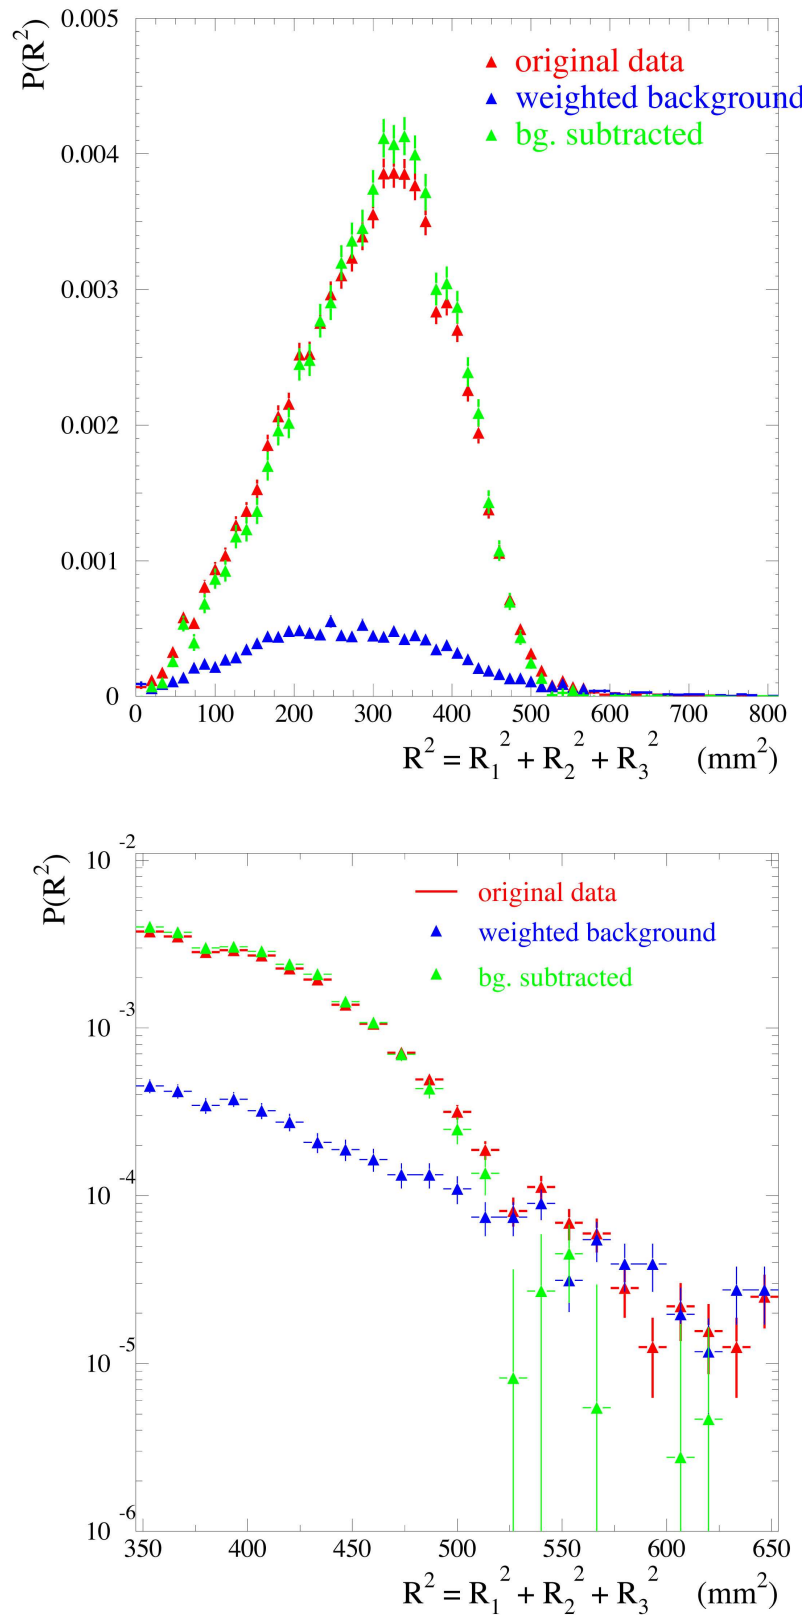 P(R²)
0.005
0.004
0.003
0.002
0.001
0
original data
weighted background
bg. subtracted
0 100 200 300 400 500 600 700 800
R² = R₁² + R₂² + R₃² (mm²)
P(R²)
10⁻²
10⁻³
10⁻⁴
10⁻⁵
10⁻⁶
original data
weighted background
bg. subtracted
350 400 450 500 550 600 650
R² = R₁² + R₂² + R₃² (mm²)